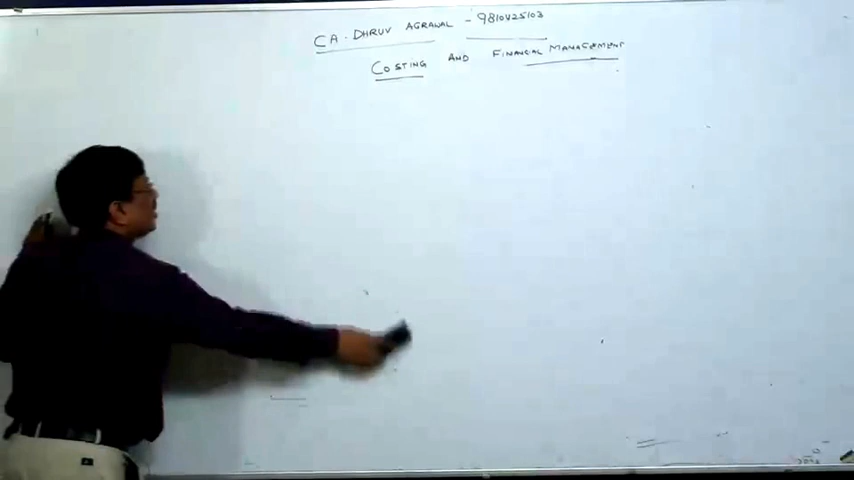 CA. DHRUV AGRAWAL - 9810425103
COSTING AND FINANCIAL MANAGEMENT